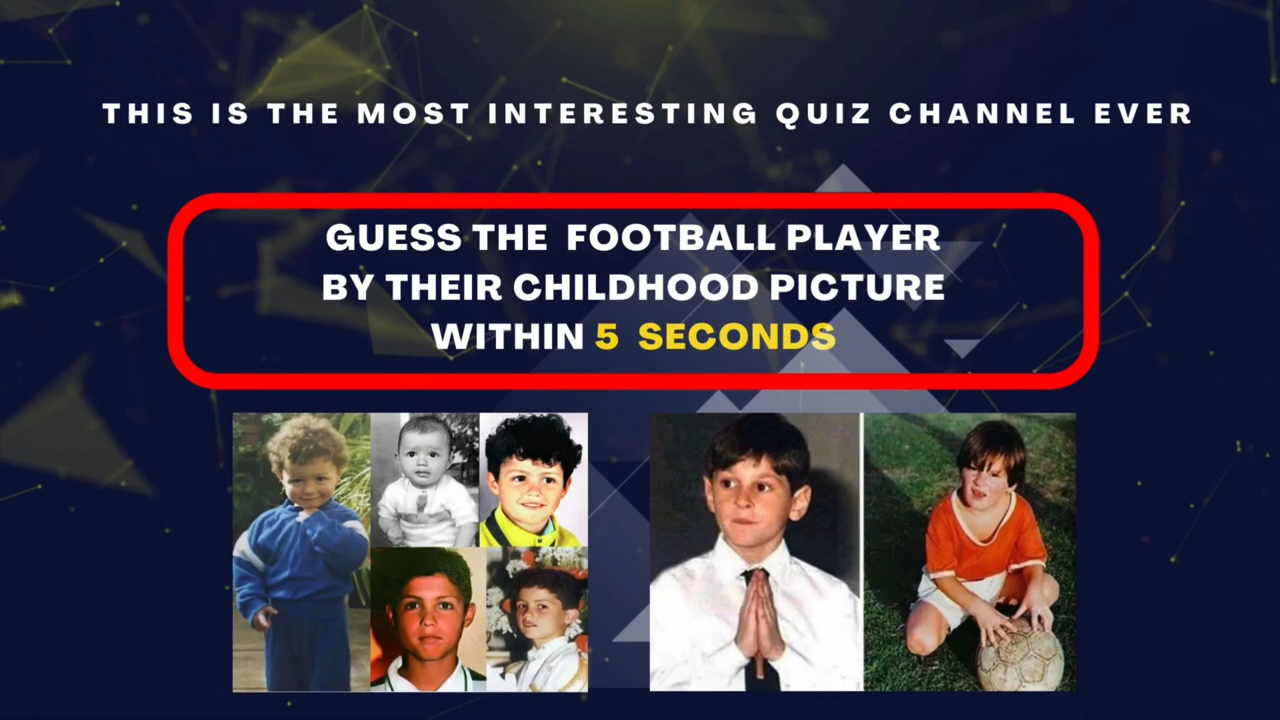 THIS IS THE MOST INTERESTING QUIZ CHANNEL EVER
GUESS THE FOOTBALL PLAYER
BY THEIR CHILDHOOD PICTURE
WITHIN 5 SECONDS